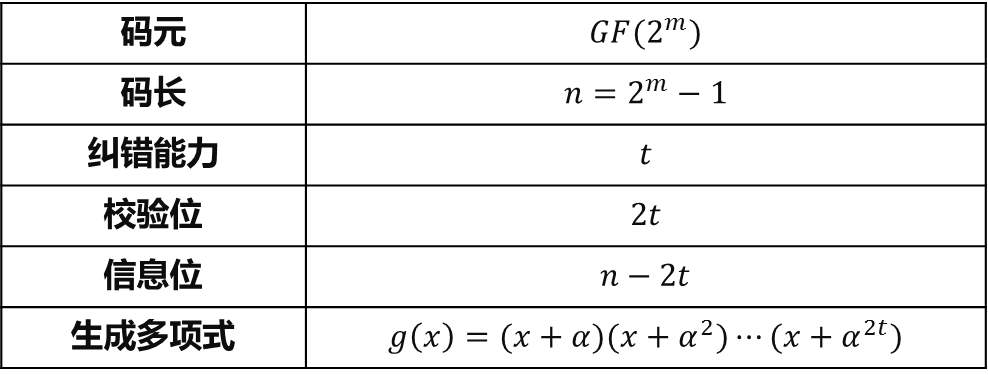 码元 GF(2^m)
码长 n = 2^m − 1
纠错能力 t
校验位 2t
信息位 n − 2t
生成多项式 g(x) = (x + α)(x + α^2) ⋯ (x + α^{2t})